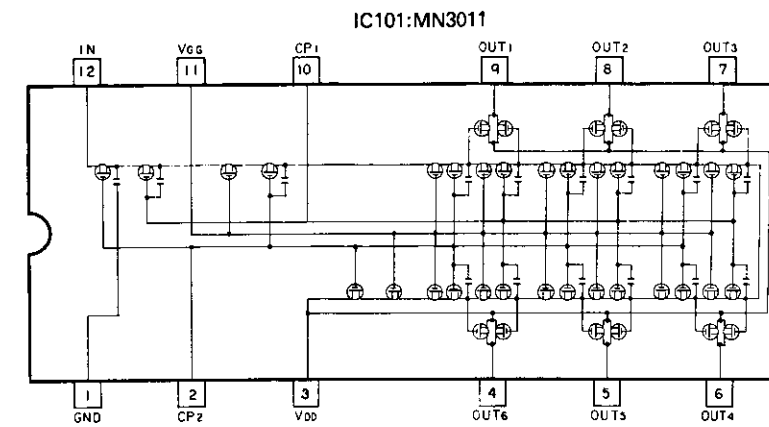 IC101:MN3011
IN VGG CP1 OUT1 OUT2 OUT3
12 11 10 9 8 7
1 2 3 4 5 6
GND CP2 VDD OUT6 OUT5 OUT4